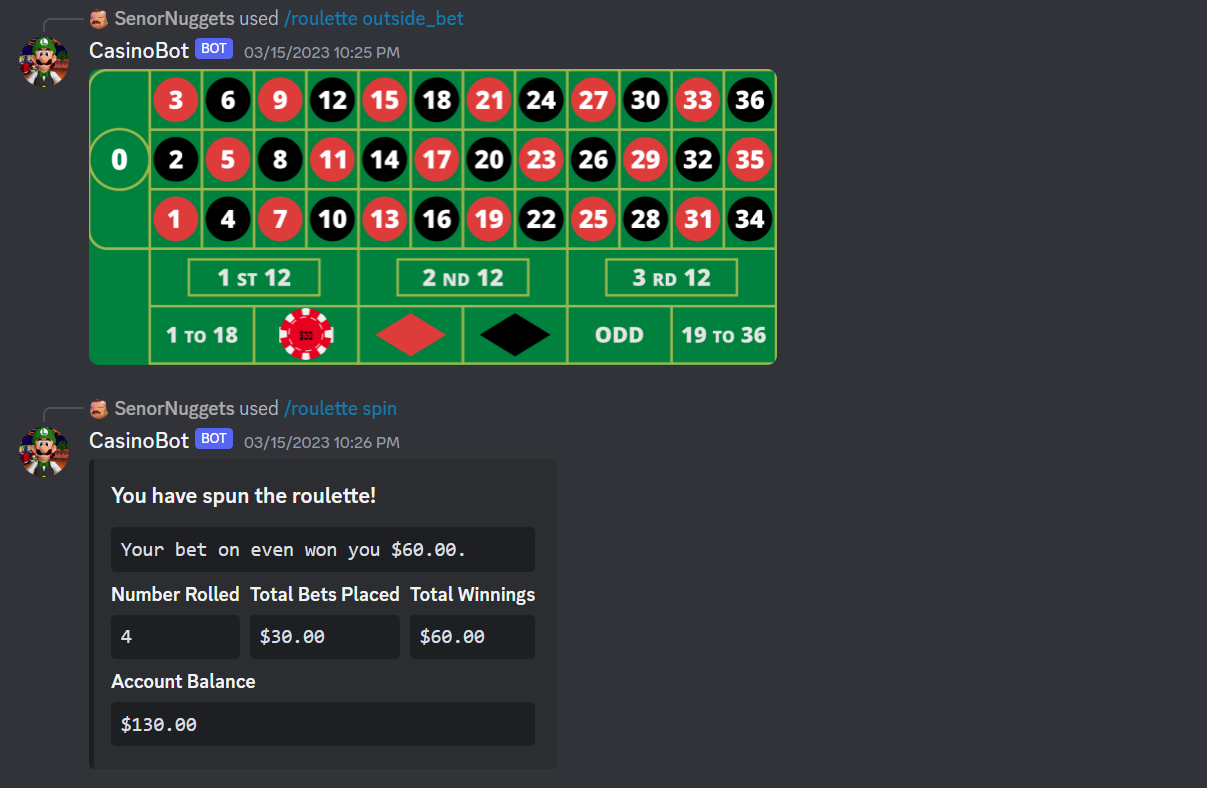 SenorNuggets used /roulette outside_bet
CasinoBot BOT 03/15/2023 10:25 PM
3 6 9 12 15 18 21 24 27 30 33 36
0 2 5 8 11 14 17 20 23 26 29 32 35
1 4 7 10 13 16 19 22 25 28 31 34
1 ST 12 2 ND 12 3 RD 12
1 TO 18 $30 ODD 19 TO 36
SenorNuggets used /roulette spin
CasinoBot BOT 03/15/2023 10:26 PM
You have spun the roulette!
Your bet on even won you $60.00.
Number Rolled Total Bets Placed Total Winnings
4 $30.00 $60.00
Account Balance
$130.00